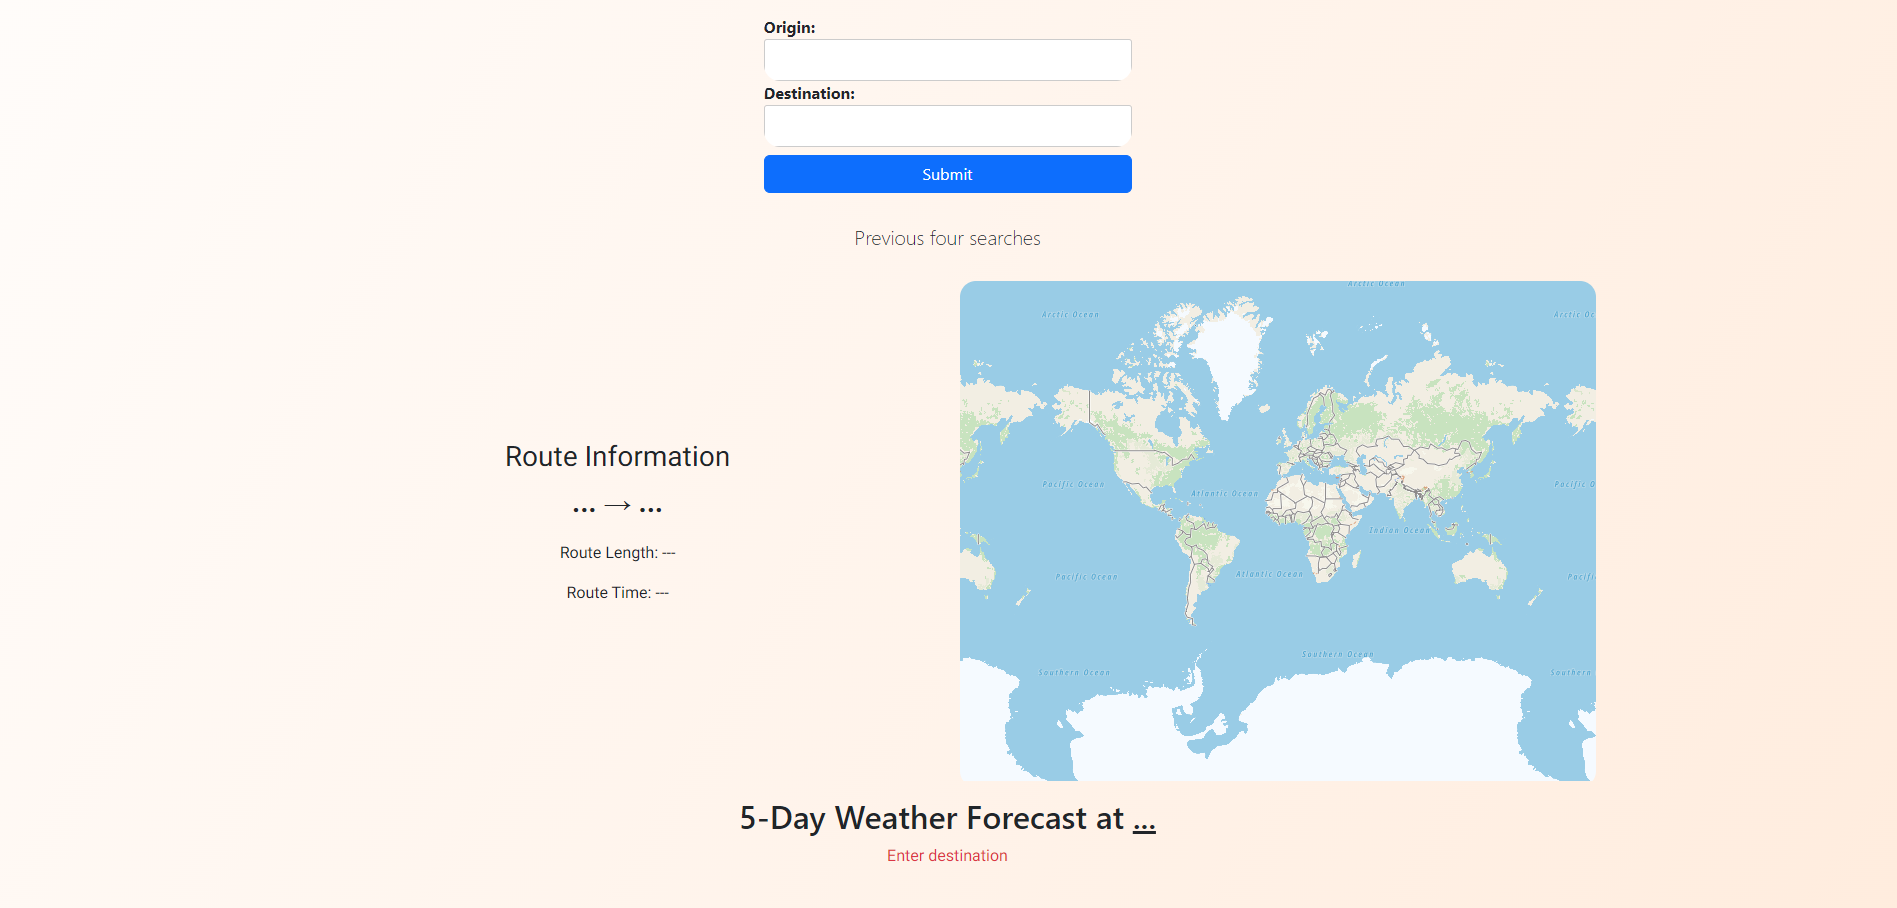 Origin:
Destination:
Submit
Previous four searches
Arctic Ocean
Arctic Ocean
Arctic Oc
Route Information
... → ...
Route Length: ---
Route Time: ---
Pacific Ocean
Atlantic Ocean
Pacific O
Indian Ocean
Pacific Ocean
Atlantic Ocean
Pacifi
Southern Ocean
Southern Ocean
Southern
5-Day Weather Forecast at ...
Enter destination